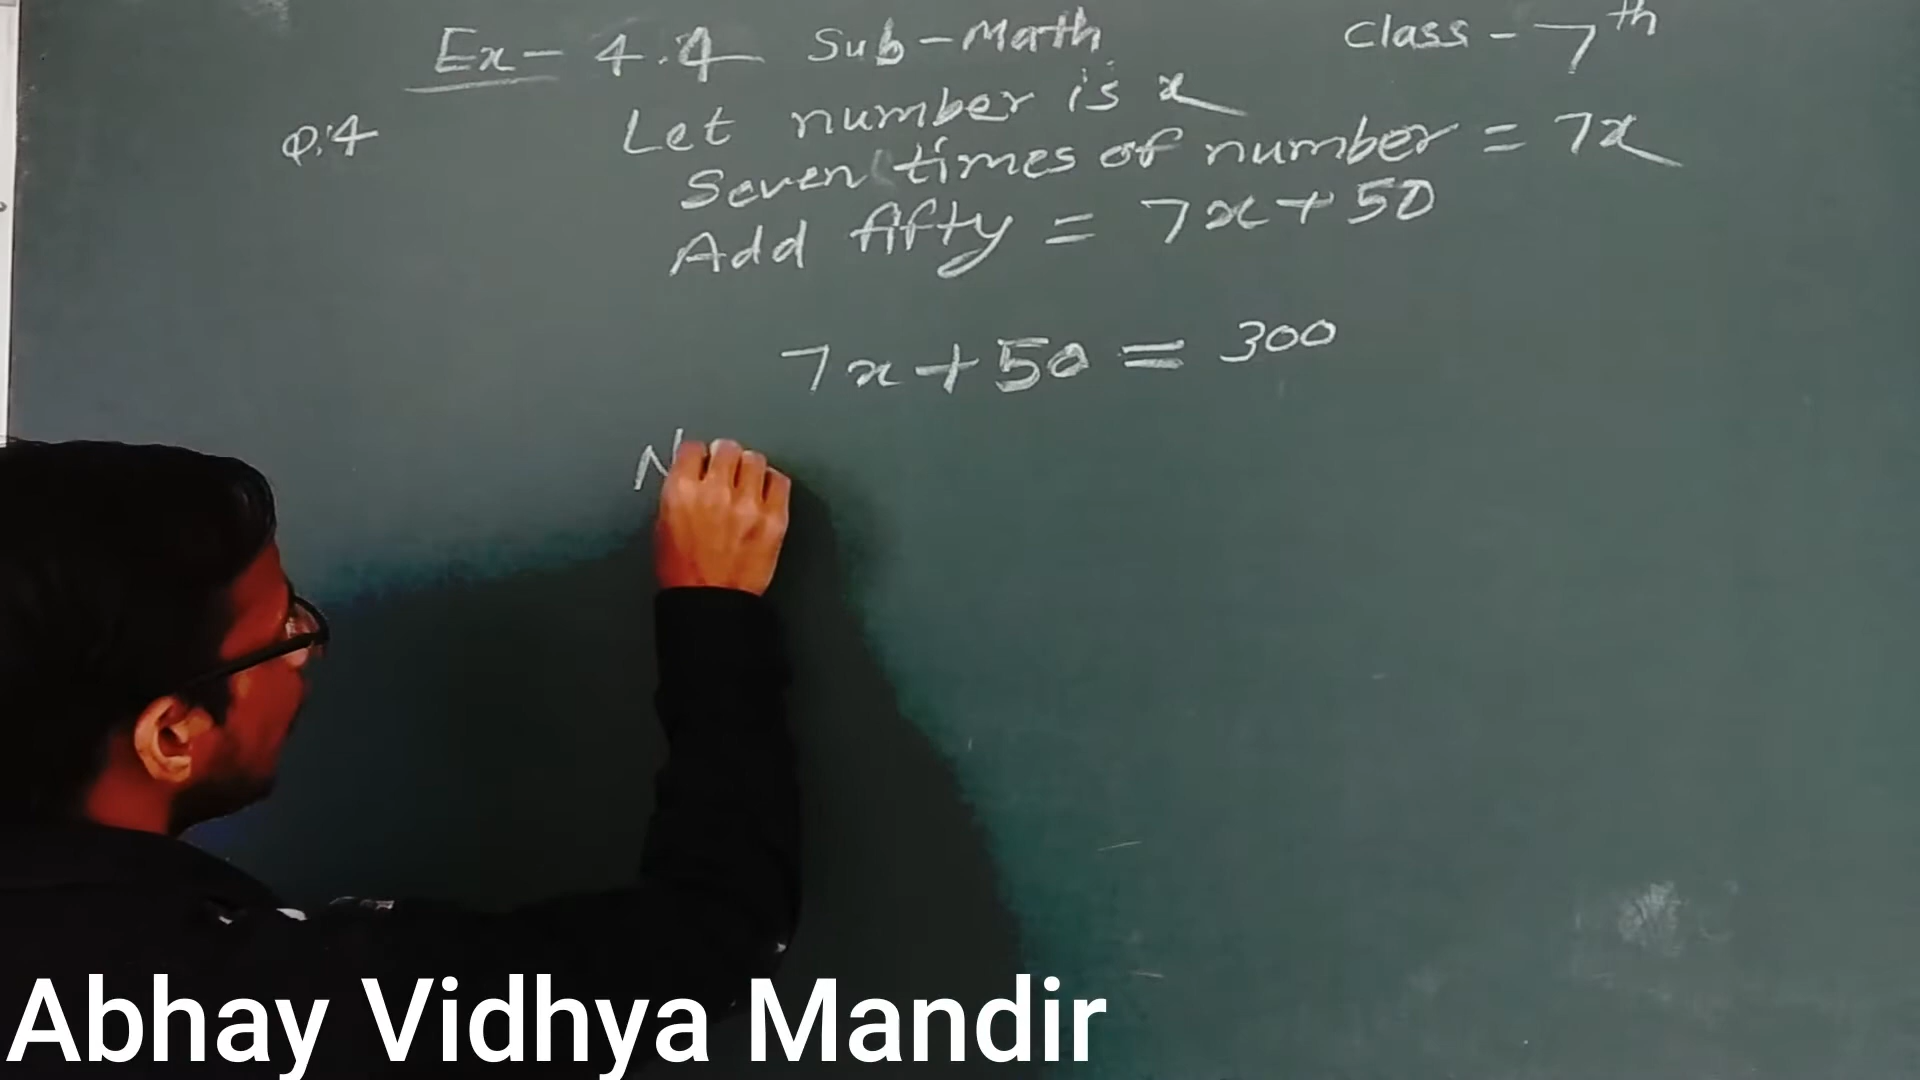 Ex- 4.4 Sub-Math Class-7th
Q.4 Let number is x
Seven times of number = 7x
Add fifty = 7x+50
7x+50 = 300
N
Abhay Vidhya Mandir